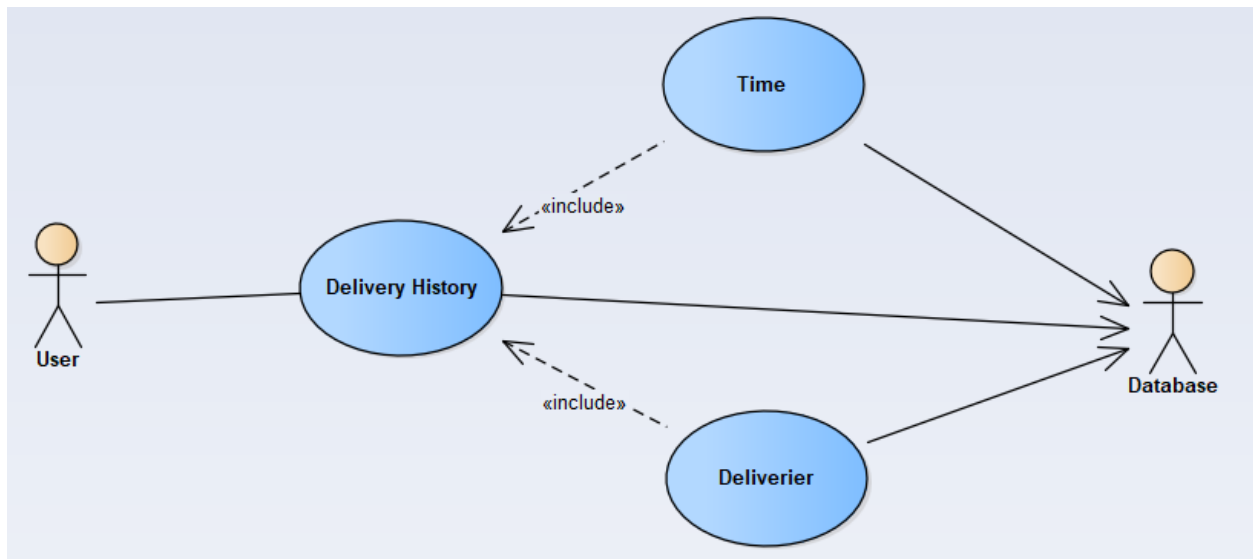 Time
«include»
Delivery History
User
Database
«include»
Deliverier